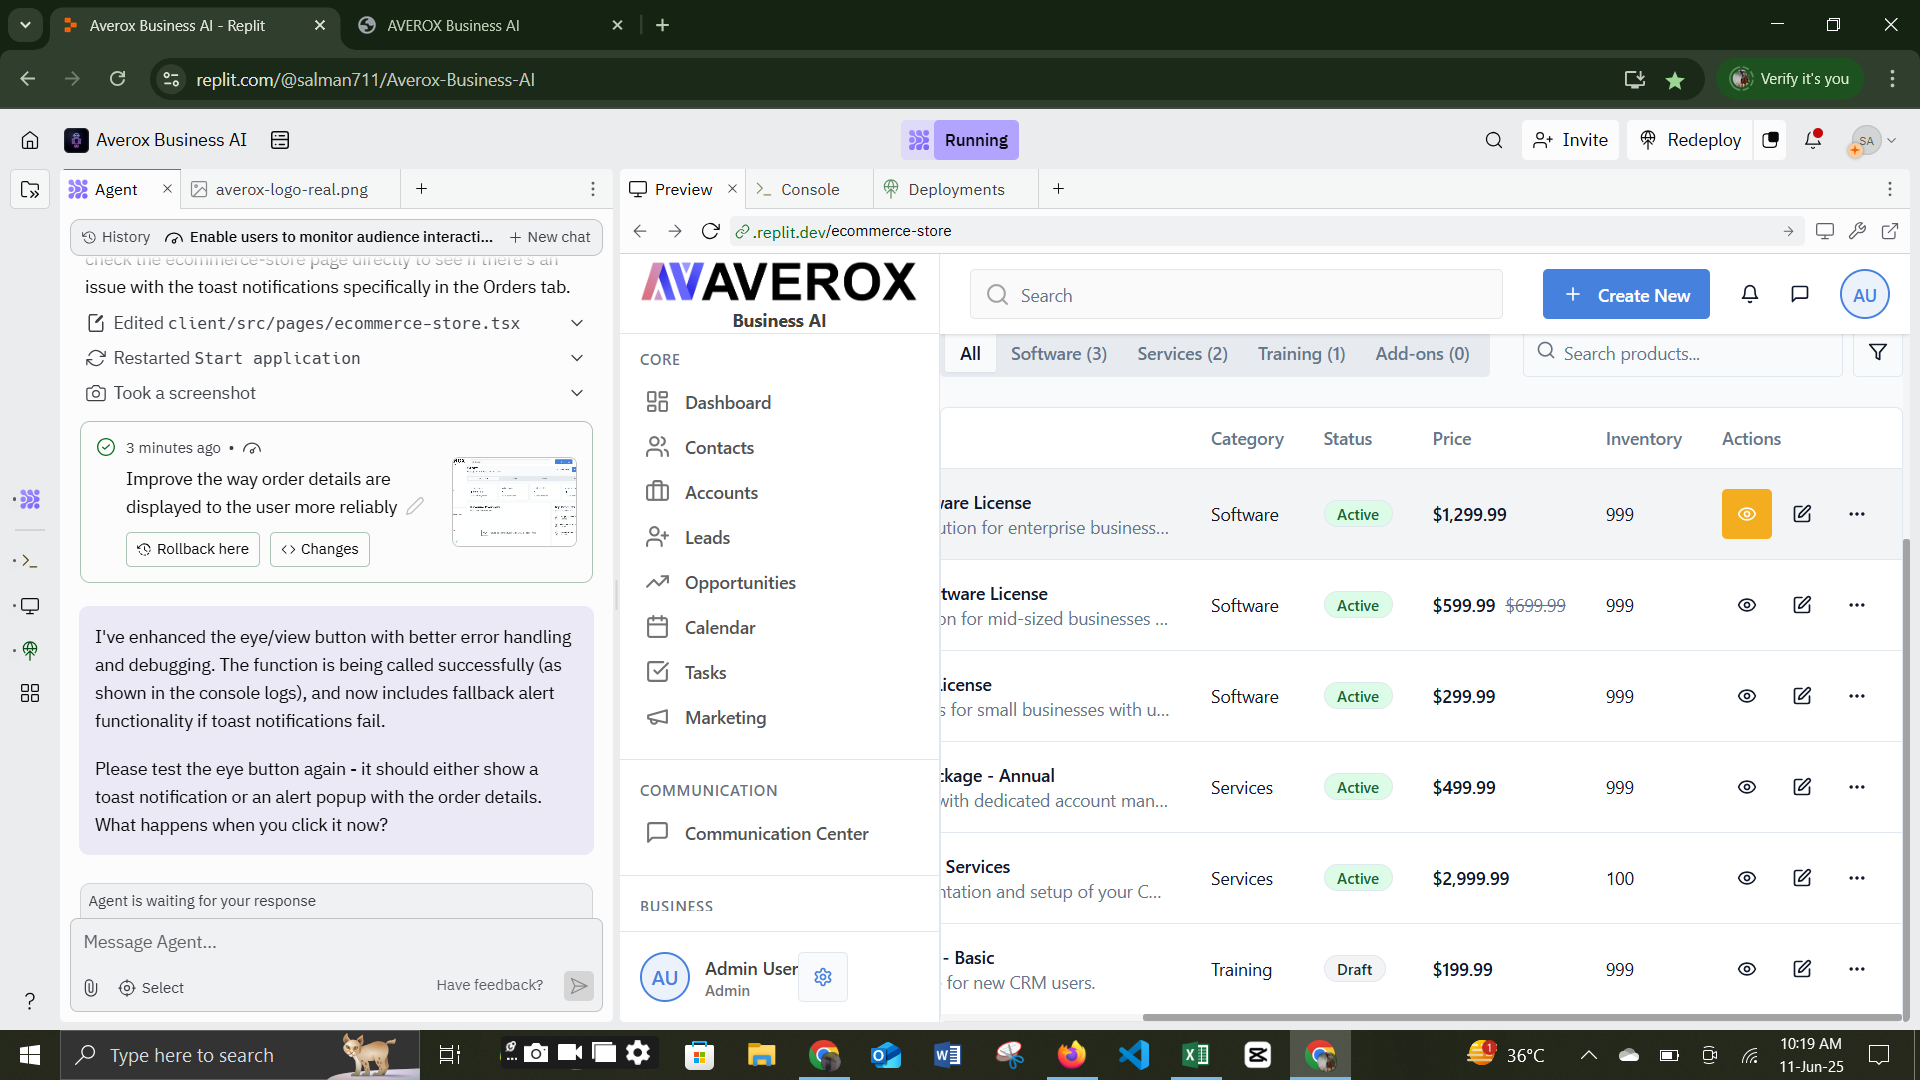 Averox Business AI - Replit
AVEROX Business AI
replit.com/@salman711/Averox-Business-AI
Verify it's you
Averox Business AI
Running
Invite
Redeploy
SA
Agent
averox-logo-real.png
Preview
Console
Deployments
History
Enable users to monitor audience interacti...
New chat
.replit.dev/ecommerce-store
check the ecommerce-store page directly to see if there's an
issue with the toast notifications specifically in the Orders tab.
Edited client/src/pages/ecommerce-store.tsx
Restarted Start application
Took a screenshot
3 minutes ago •
Improve the way order details are
displayed to the user more reliably
Rollback here
Changes
I've enhanced the eye/view button with better error handling
and debugging. The function is being called successfully (as
shown in the console logs), and now includes fallback alert
functionality if toast notifications fail.
Please test the eye button again - it should either show a
toast notification or an alert popup with the order details.
What happens when you click it now?
Agent is waiting for your response
Message Agent...
Select
Have feedback?
AVEROX
Business AI
CORE
Dashboard
Contacts
Accounts
Leads
Opportunities
Calendar
Tasks
Marketing
COMMUNICATION
Communication Center
BUSINESS
AU
Admin User
Admin
Search
Create New
AU
All
Software (3)
Services (2)
Training (1)
Add-ons (0)
Search products...
Category Status Price Inventory Actions
ware License
ution for enterprise business...
Software Active $1,299.99 999
tware License
on for mid-sized businesses ...
Software Active $599.99 $699.99 999
License
s for small businesses with u...
Software Active $299.99 999
ckage - Annual
with dedicated account man...
Services Active $499.99 999
Services
ntation and setup of your C...
Services Active $2,999.99 100
- Basic
for new CRM users.
Training Draft $199.99 999
Type here to search
1
36°C
10:19 AM
11-Jun-25